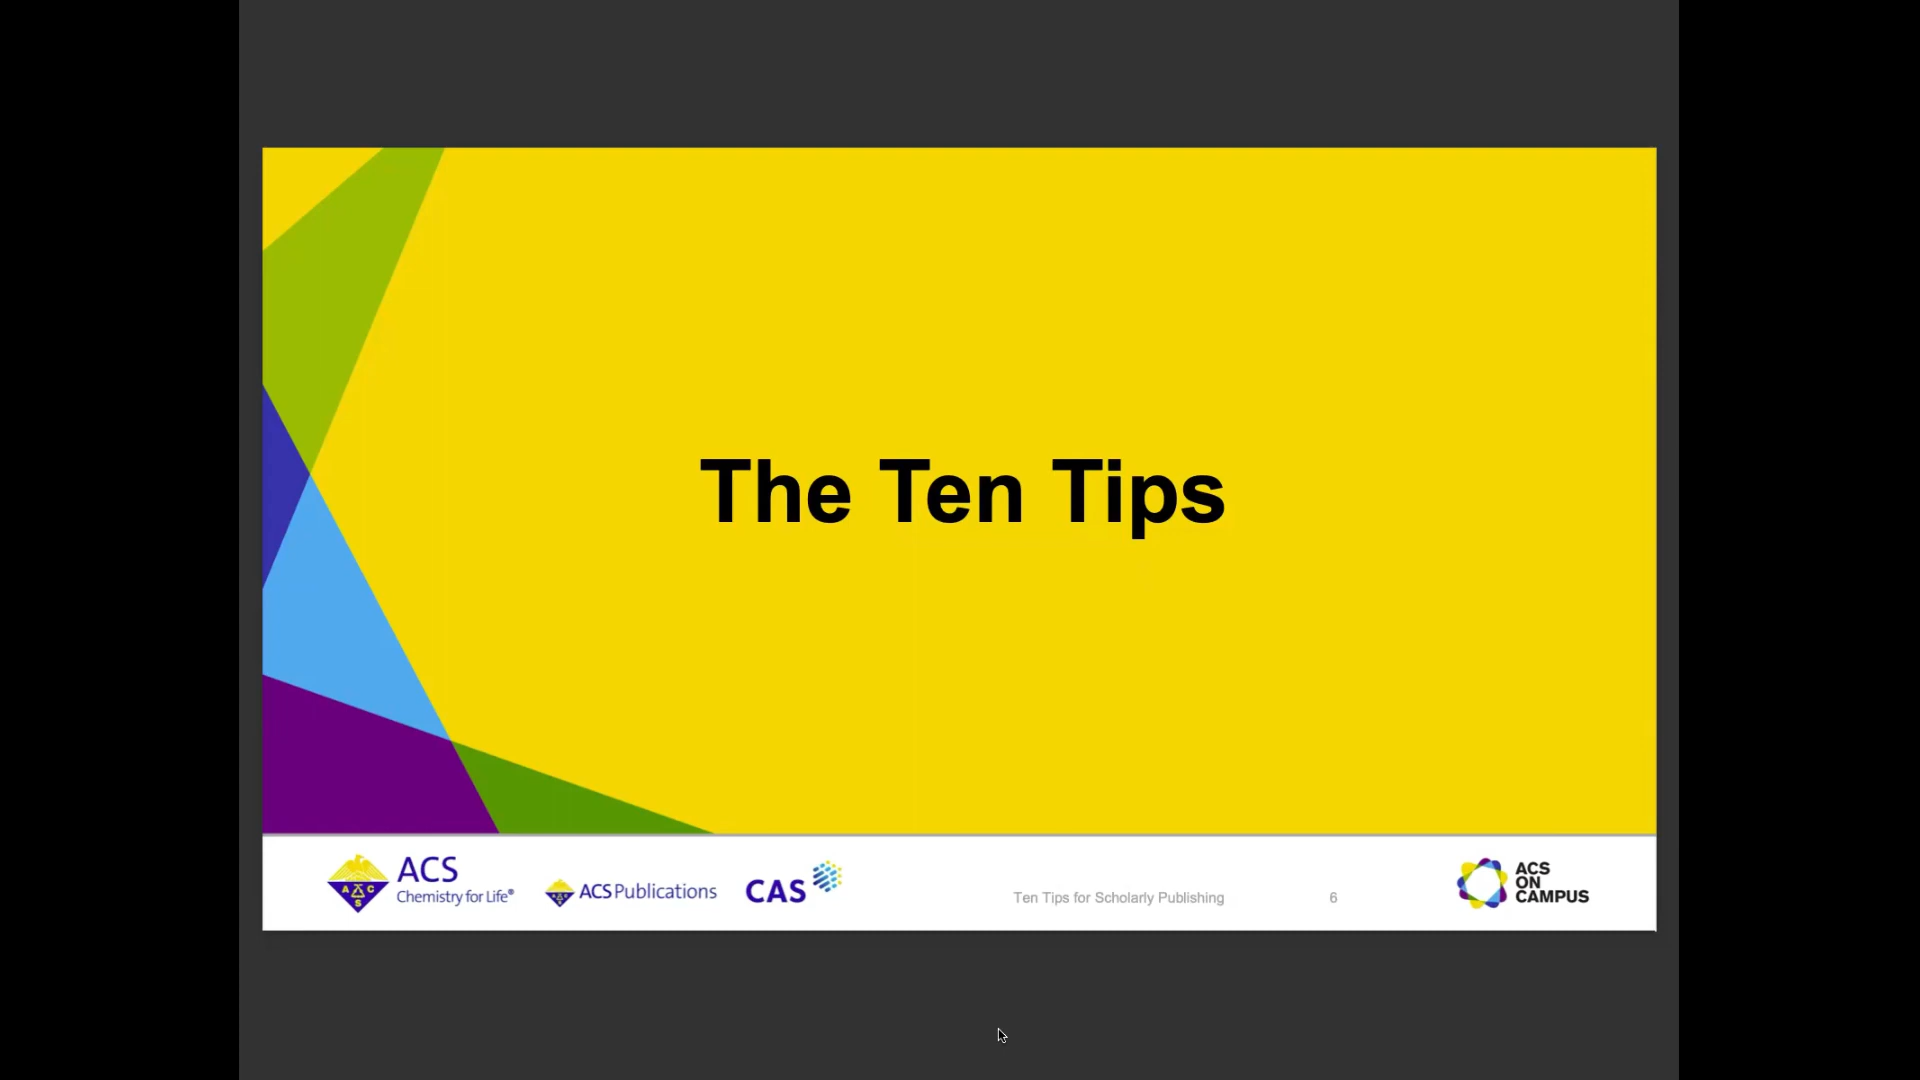 The Ten Tips
A C S
ACS
Chemistry for Life®
ACS Publications
CAS
Ten Tips for Scholarly Publishing
6
ACS
ON
CAMPUS